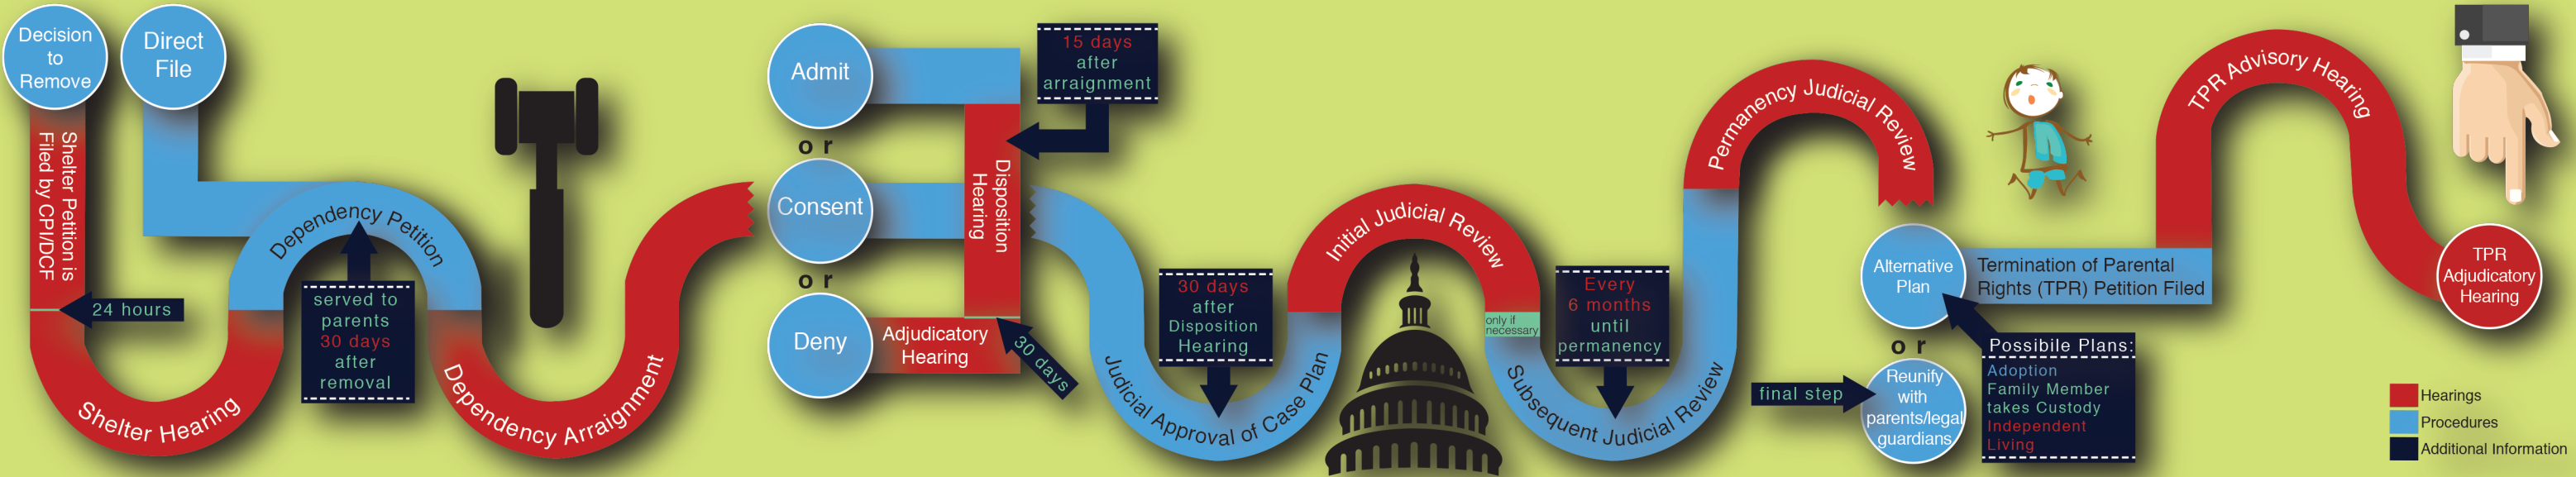 Decision
to
Remove
Direct
File
Shelter Petition is
Filed by CPI/DCF
24 hours
Shelter Hearing
Dependency Petition
served to
parents
30 days
after
removal
Dependency Arraignment
Admit
or
Consent
or
Deny
Adjudicatory
Hearing
Disposition
Hearing
15 days
after
arraignment
30 days
Judicial Approval of Case Plan
30 days
after
Disposition
Hearing
Initial Judicial Review
only if
necessary
Subsequent Judicial Review
Every
6 months
until
permanency
Permanency Judicial Review
Alternative
Plan
or
Reunify
with
parents/legal
guardians
final step
Termination of Parental
Rights (TPR) Petition Filed
Possibile Plans:
Adoption
Family Member
takes Custody
Independent
Living
TPR Advisory Hearing
TPR
Adjudicatory
Hearing
Hearings
Procedures
Additional Information